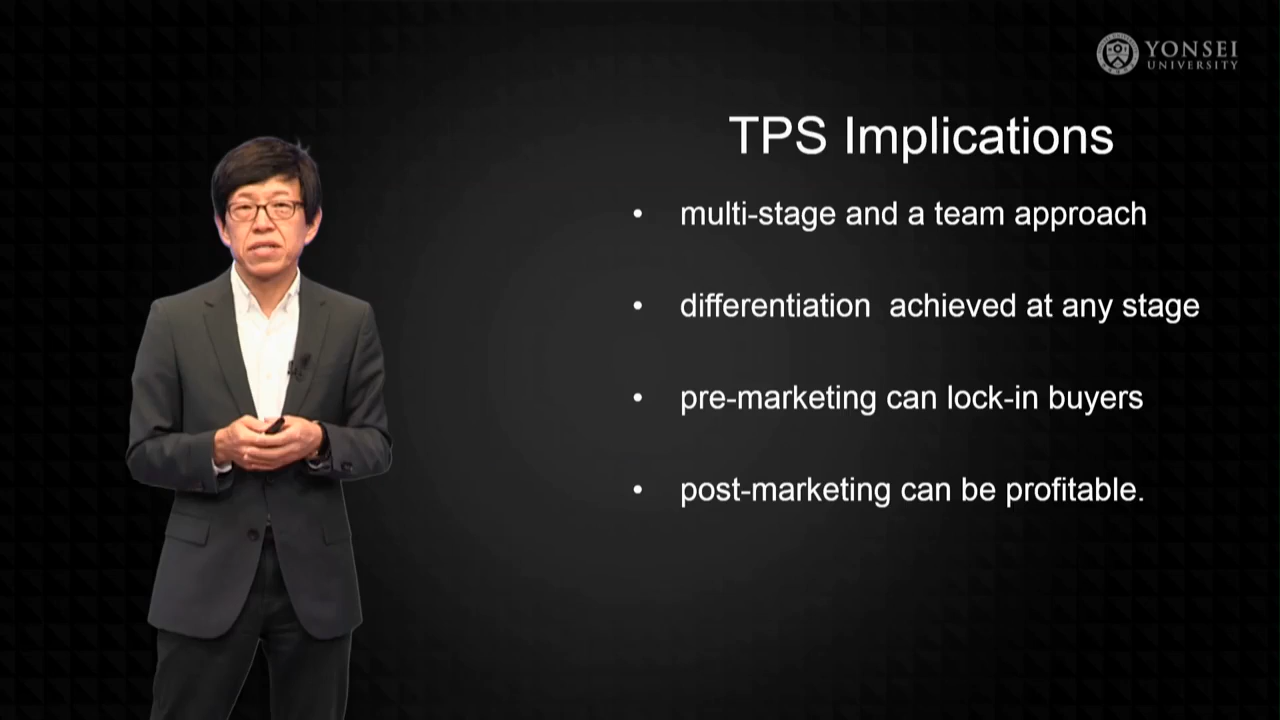 YONSEI
UNIVERSITY
TPS Implications
• multi-stage and a team approach
• differentiation  achieved at any stage
• pre-marketing can lock-in buyers
• post-marketing can be profitable.